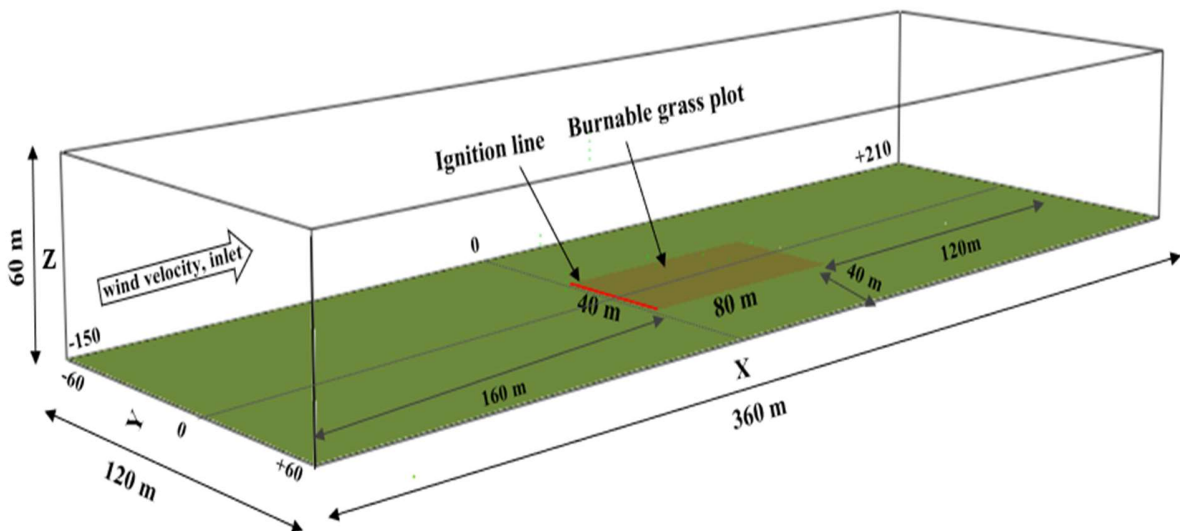 Burnable grass plot
Ignition line
+210
60 m
Z
wind velocity, inlet
0
120m
40 m
40 m
80 m
-150
-60
160 m
X
360 m
Y
0
+60
120 m